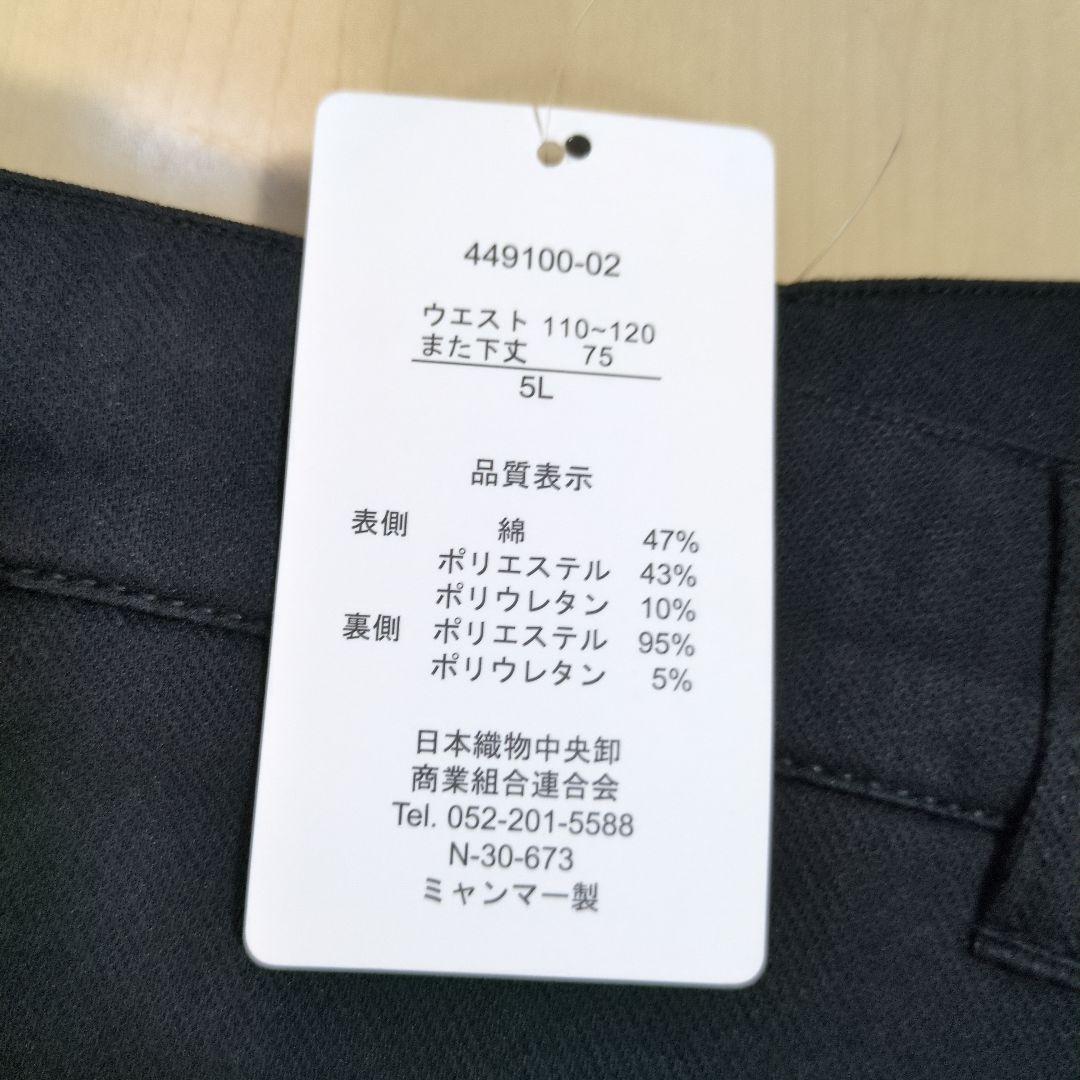 449100-02
ウエスト 110~120
また下丈 75
5L
品質表示
表側 綿 47%
ポリエステル 43%
ポリウレタン 10%
裏側 ポリエステル 95%
ポリウレタン 5%
日本織物中央卸
商業組合連合会
Tel. 052-201-5588
N-30-673
ミャンマー製